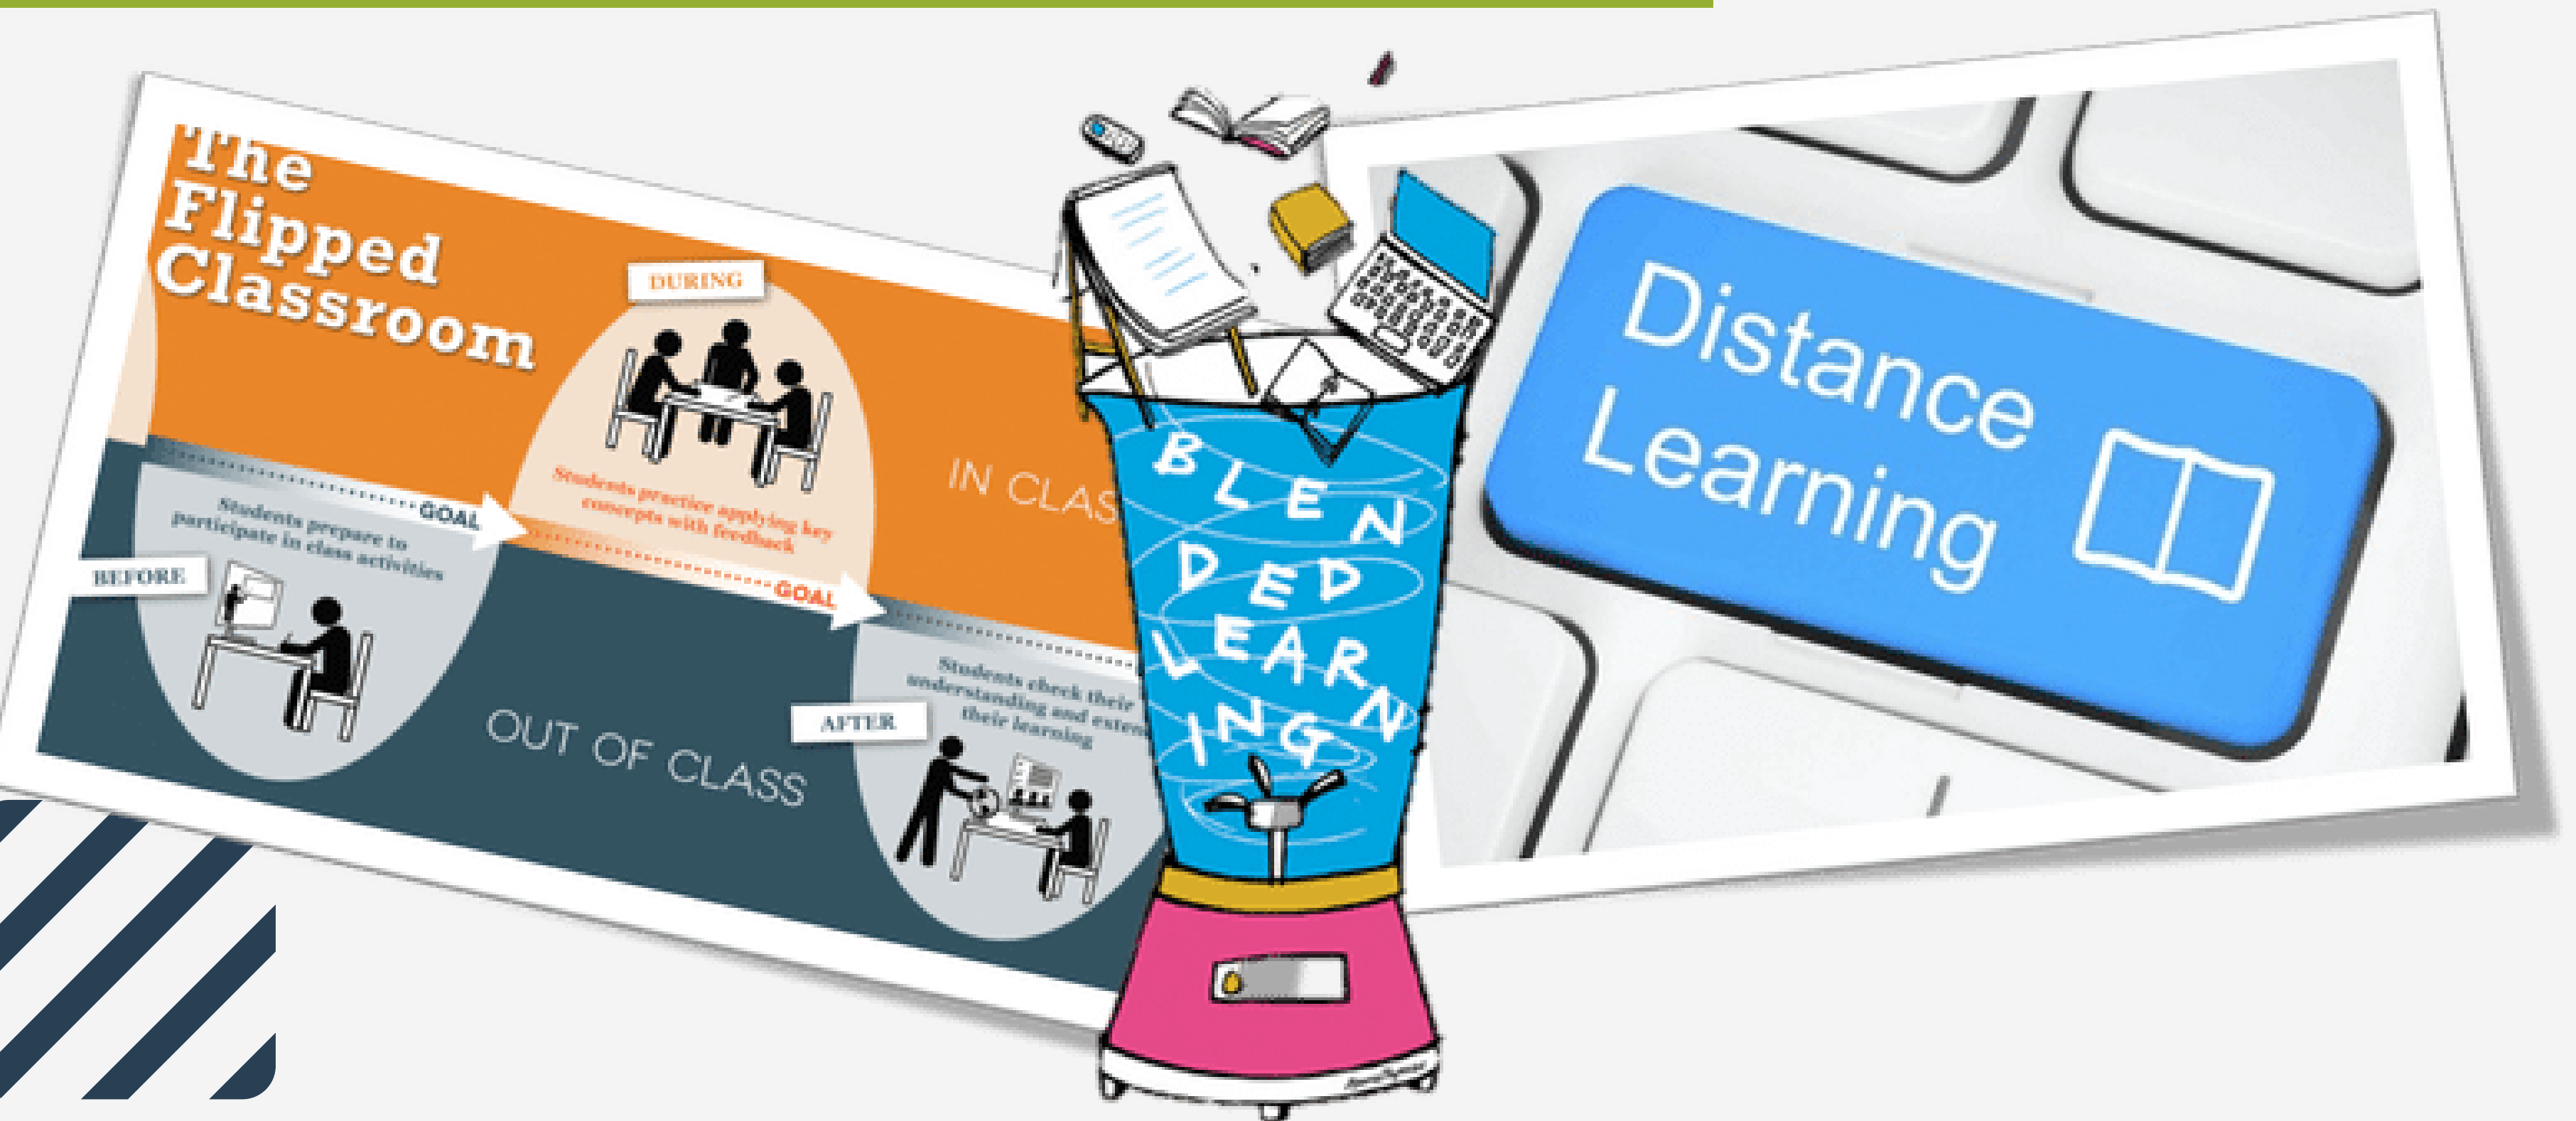 The
Flipped
Classroom
DURING
Students practice applying key
concepts with feedback
IN CLAS
GOAL
Students prepare to
participate in class activities
BEFORE
GOAL
OUT OF CLASS
Students check their
understanding and exten
their learning
AFTER
BLEN
DED
LEARN
ING
Distance
Learning